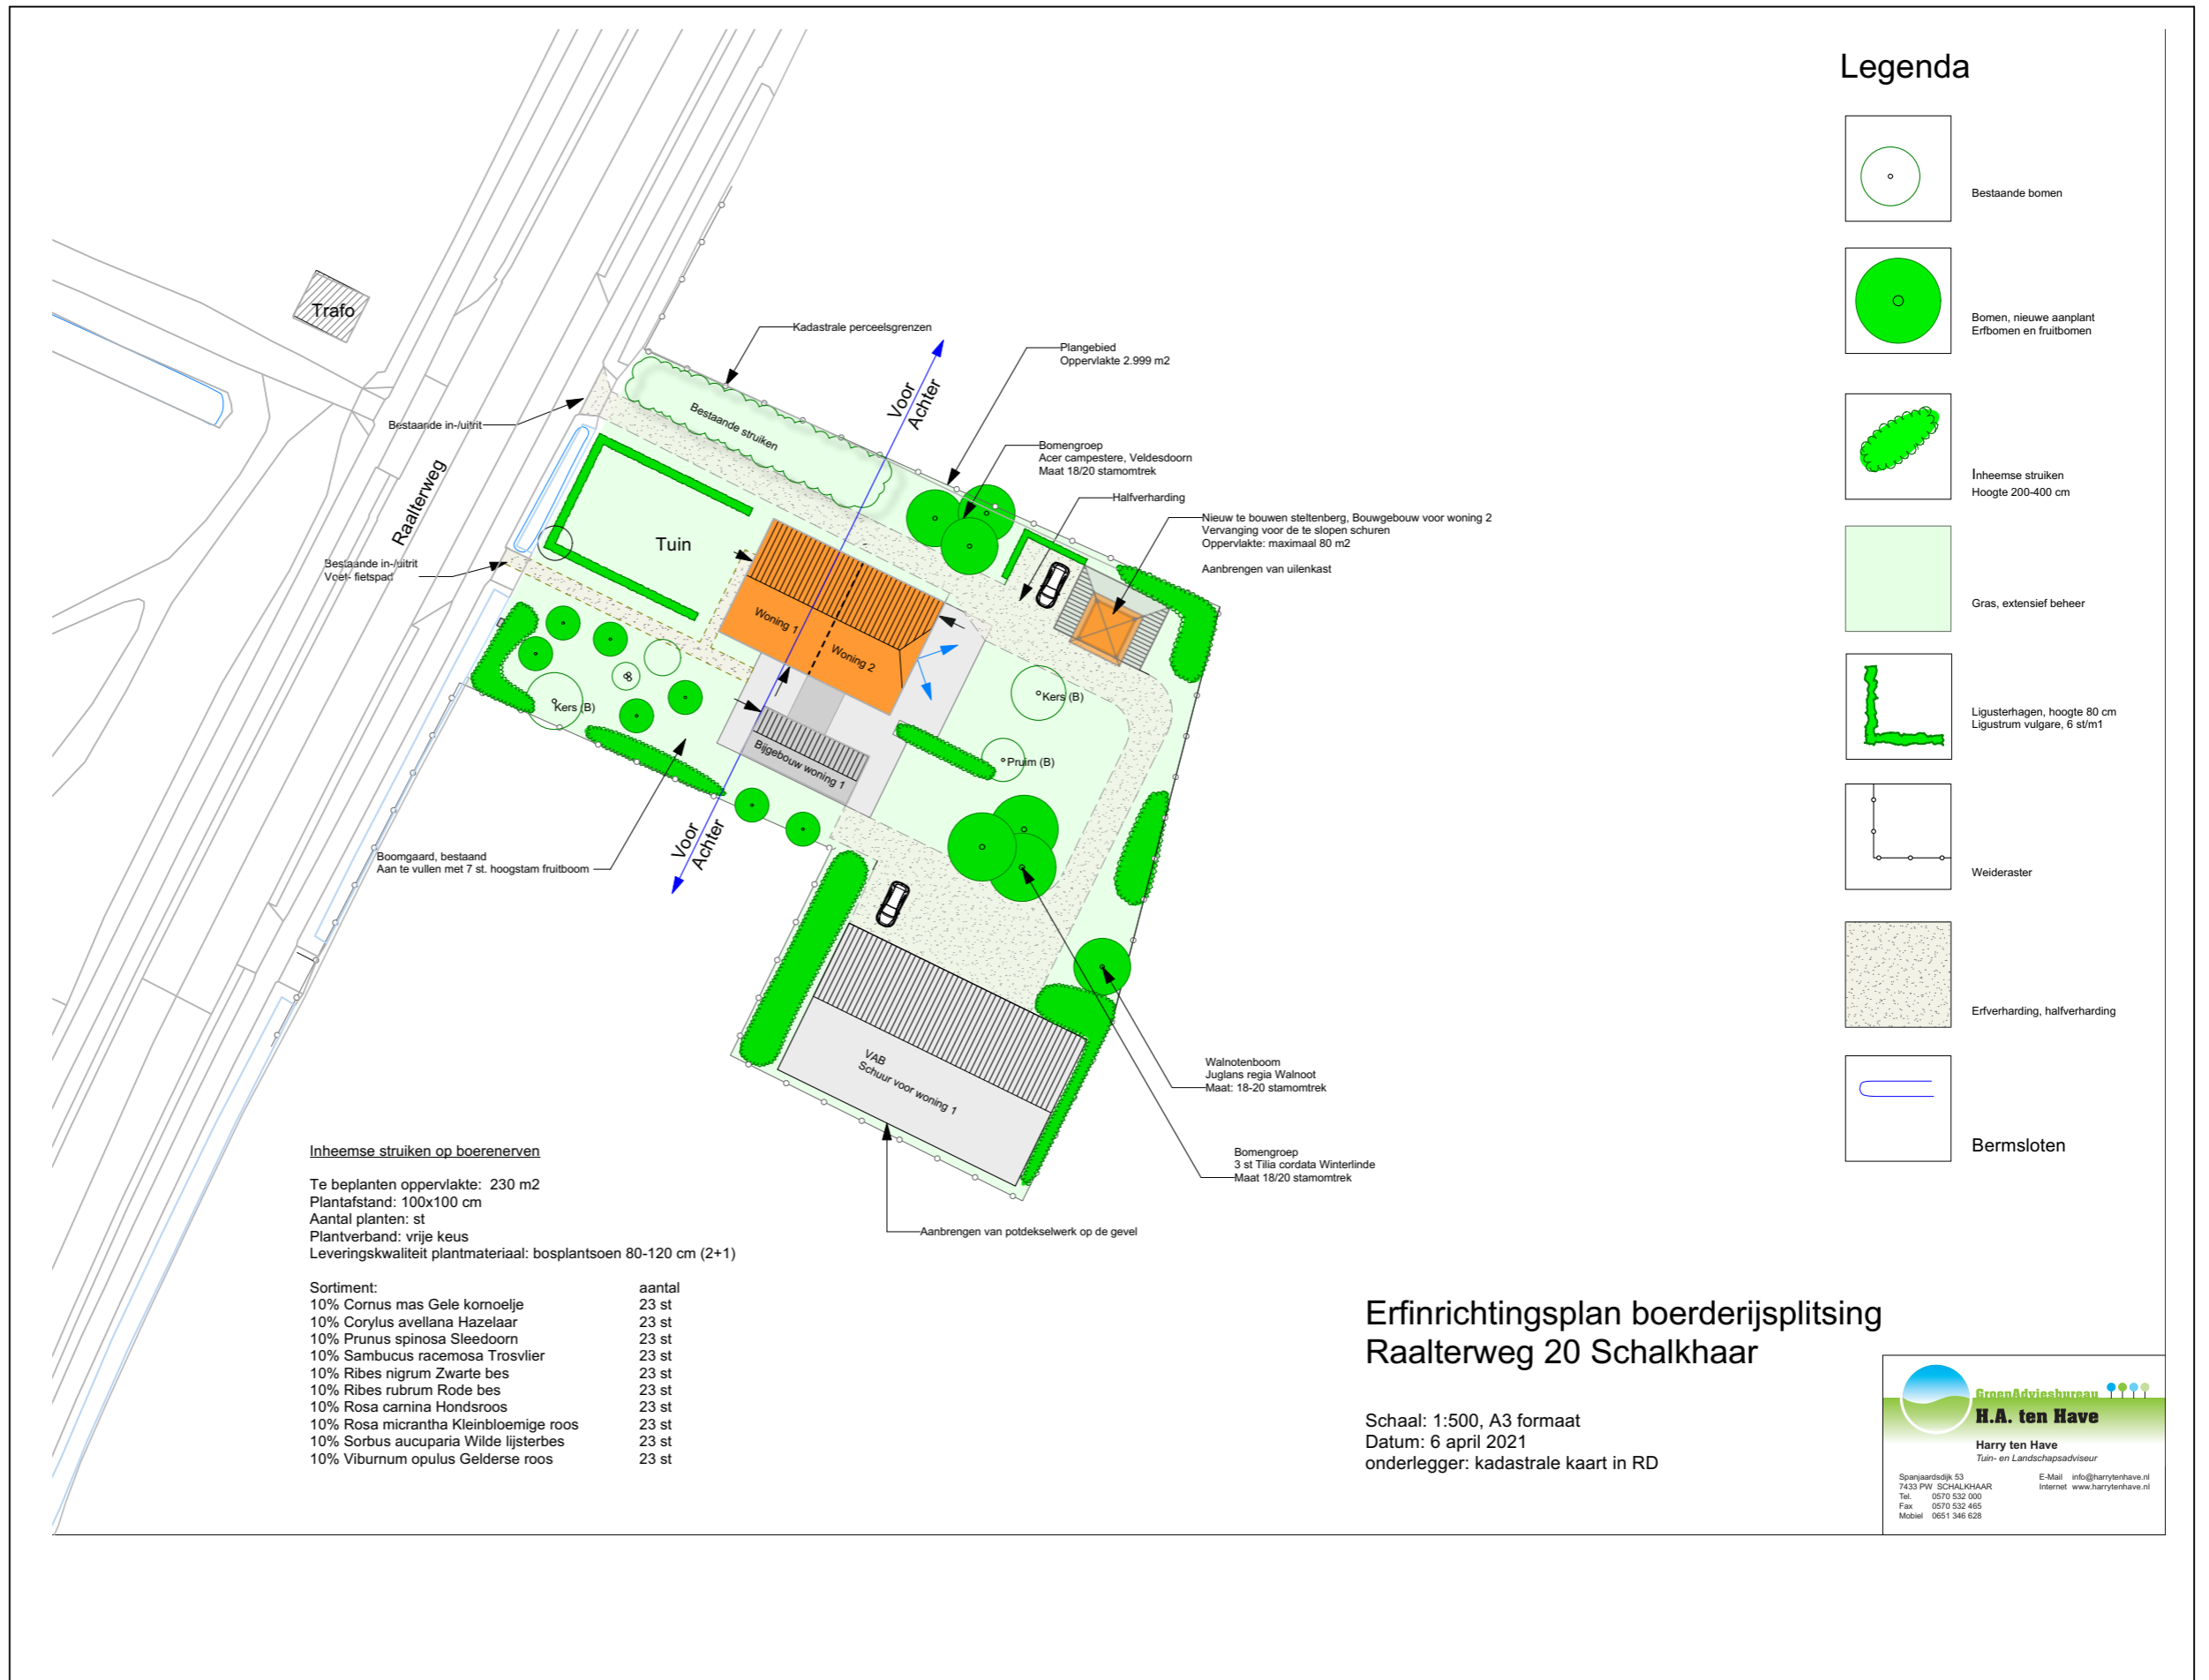 Legenda
Bestaande bomen
Bomen, nieuwe aanplant
Erfbomen en fruitbomen
Inheemse struiken
Hoogte 200-400 cm
Gras, extensief beheer
Ligusterhagen, hoogte 80 cm
Ligustrum vulgare, 6 st/m1
Weideraster
Erfverharding, halfverharding
Bermsloten
Trafo
Raalterweg
Kadastrale perceelsgrenzen
Plangebied
Oppervlakte 2.999 m2
Voor
Achter
Bestaande in-/uitrit
Bestaande struiken
Bomengroep
Acer campestere, Veldesdoorn
Maat 18/20 stamomtrek
Halfverharding
Nieuw te bouwen steltenberg, Bouwgebouw voor woning 2
Vervanging voor de te slopen schuren
Oppervlakte: maximaal 80 m2
Aanbrengen van uilenkast
Tuin
Bestaande in-/uitrit
Voet- fietspad
Woning 1
Woning 2
Kers (B)
Kers (B)
Pruim (B)
Bijgebouw woning 1
Voor
Achter
Boomgaard, bestaand
Aan te vullen met 7 st. hoogstam fruitboom
VAB
Schuur voor woning 1
Walnotenboom
Juglans regia Walnoot
Maat: 18-20 stamomtrek
Bomengroep
3 st Tilia cordata Winterlinde
Maat 18/20 stamomtrek
Aanbrengen van potdekselwerk op de gevel
Inheemse struiken op boerenerven
Te beplanten oppervlakte: 230 m2
Plantafstand: 100x100 cm
Aantal planten: st
Plantverband: vrije keus
Leveringskwaliteit plantmateriaal: bosplantsoen 80-120 cm (2+1)
Sortiment: aantal
10% Cornus mas Gele kornoelje 23 st
10% Corylus avellana Hazelaar 23 st
10% Prunus spinosa Sleedoorn 23 st
10% Sambucus racemosa Trosvlier 23 st
10% Ribes nigrum Zwarte bes 23 st
10% Ribes rubrum Rode bes 23 st
10% Rosa carnina Hondsroos 23 st
10% Rosa micrantha Kleinbloemige roos 23 st
10% Sorbus aucuparia Wilde lijsterbes 23 st
10% Viburnum opulus Gelderse roos 23 st
Erfinrichtingsplan boerderijsplitsing
Raalterweg 20 Schalkhaar
Schaal: 1:500, A3 formaat
Datum: 6 april 2021
onderlegger: kadastrale kaart in RD
GroenAdviesbureau
H.A. ten Have
Harry ten Have
Tuin- en Landschapsadviseur
Spanjaardsdijk 53 E-Mail info@harrytenhave.nl
7433 PW SCHALKHAAR Internet www.harrytenhave.nl
Tel. 0570 532 000
Fax 0570 532 465
Mobiel 0651 346 628